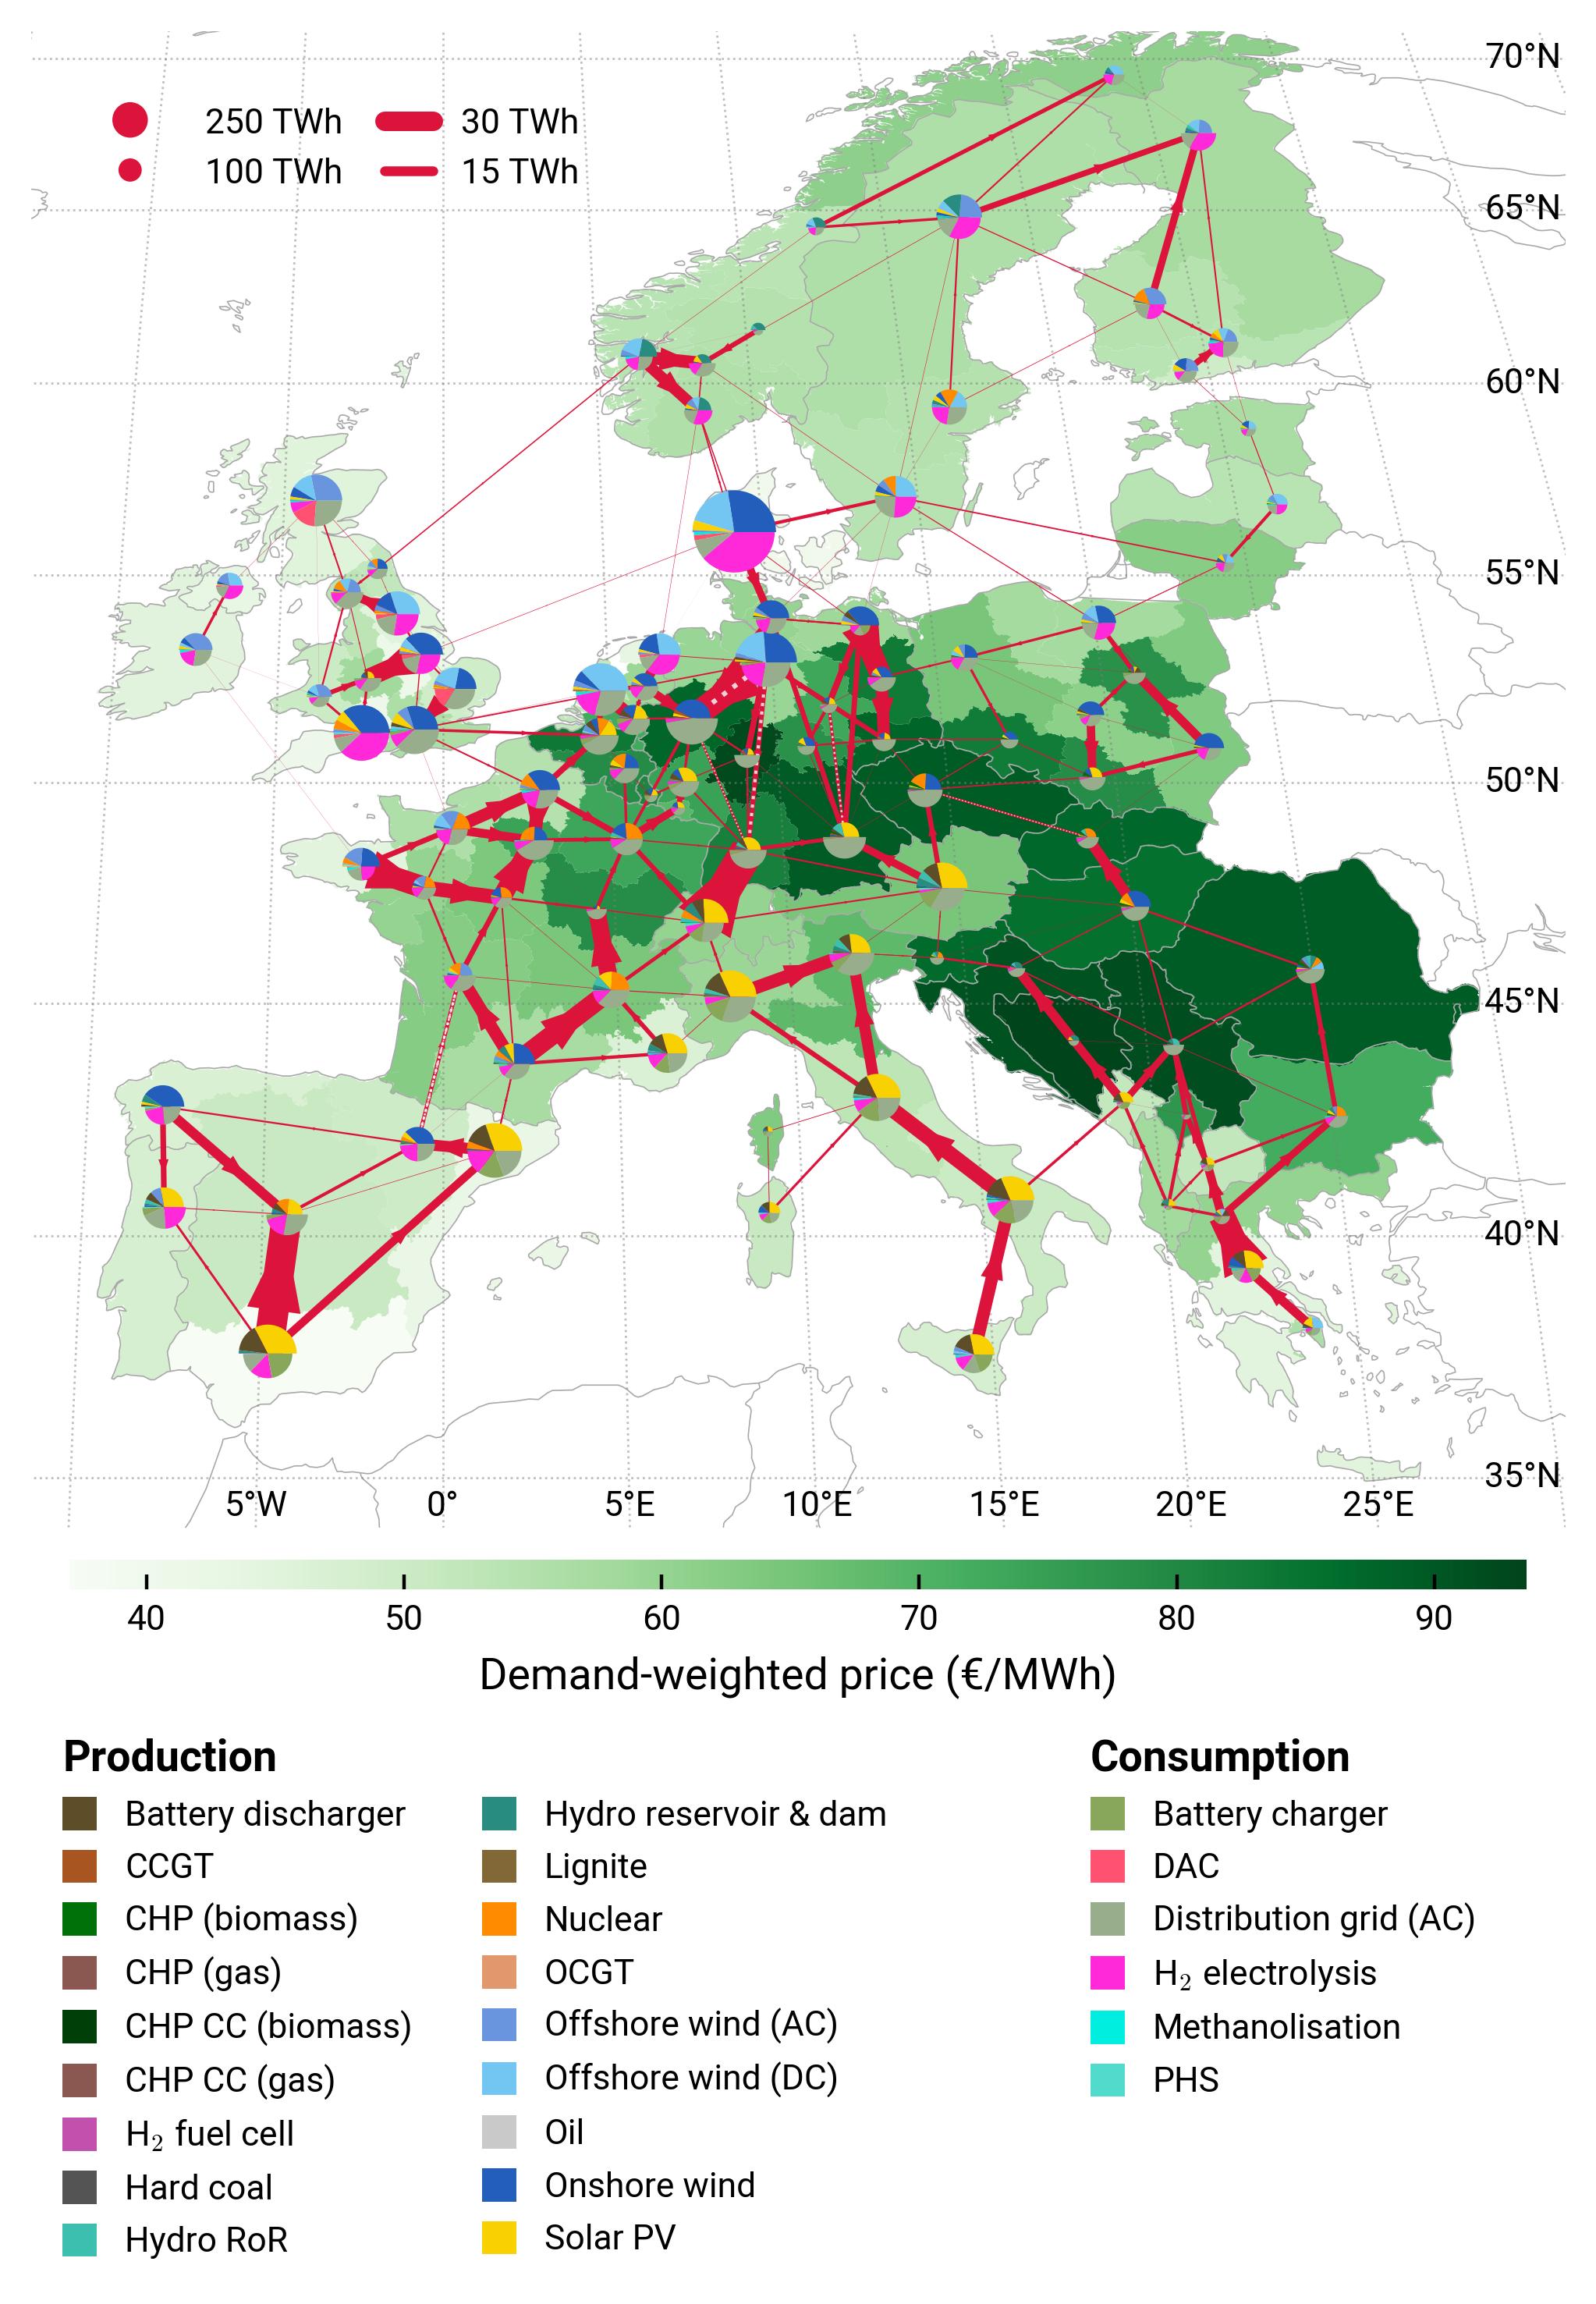 70°N
250 TWh 30 TWh
100 TWh 15 TWh
65°N
60°N
55°N
50°N
45°N
40°N
35°N
5°W 0° 5°E 10°E 15°E 20°E 25°E
40 50 60 70 80 90
Demand-weighted price (€/MWh)
Production
Battery discharger
CCGT
CHP (biomass)
CHP (gas)
CHP CC (biomass)
CHP CC (gas)
H₂ fuel cell
Hard coal
Hydro RoR
Hydro reservoir & dam
Lignite
Nuclear
OCGT
Offshore wind (AC)
Offshore wind (DC)
Oil
Onshore wind
Solar PV
Consumption
Battery charger
DAC
Distribution grid (AC)
H₂ electrolysis
Methanolisation
PHS